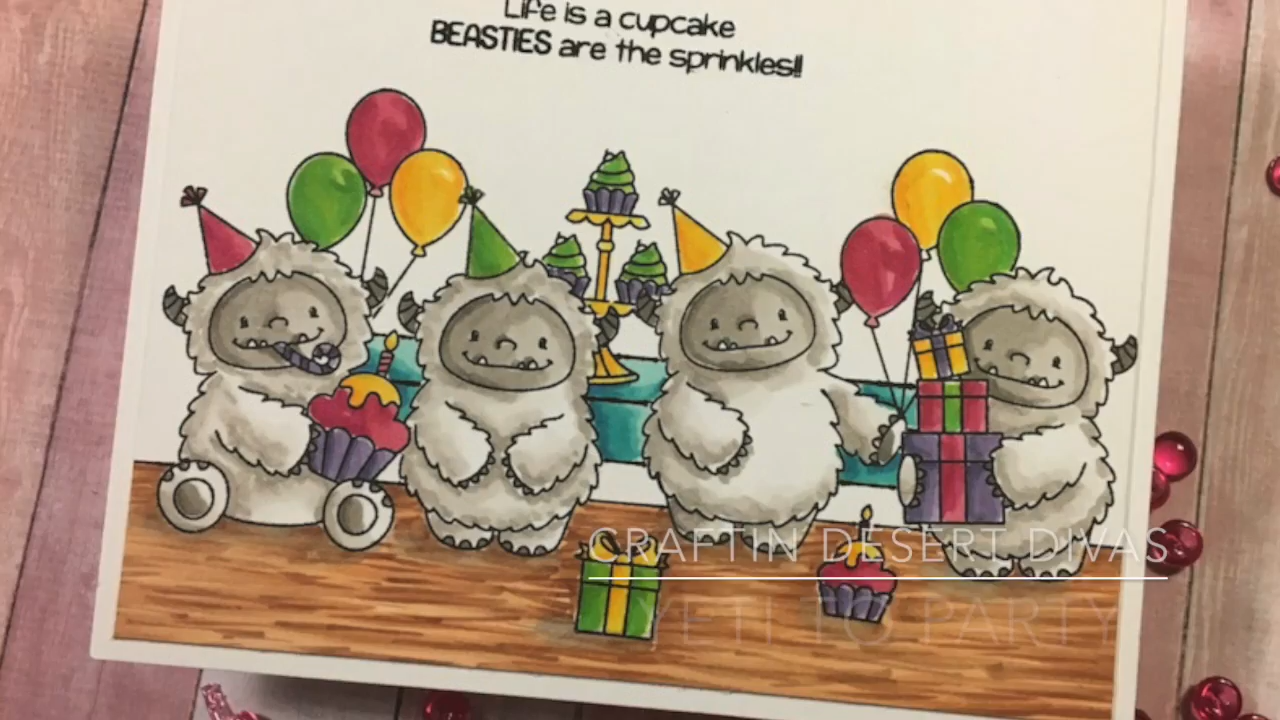 Life is a cupcake
BEASTIES are the sprinkles!!
CRAFTIN DESERT DIVAS
YETI TO PARTY